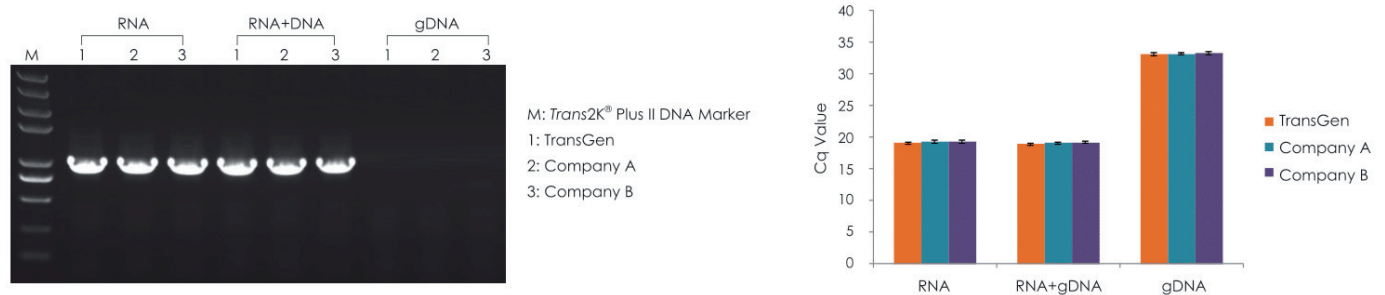 RNA RNA+DNA gDNA
M 1 2 3 1 2 3 1 2 3
M: Trans2K® Plus II DNA Marker
1: TransGen
2: Company A
3: Company B
Cq Value
35
30
25
20
15
10
5
0
RNA RNA+gDNA gDNA
TransGen
Company A
Company B